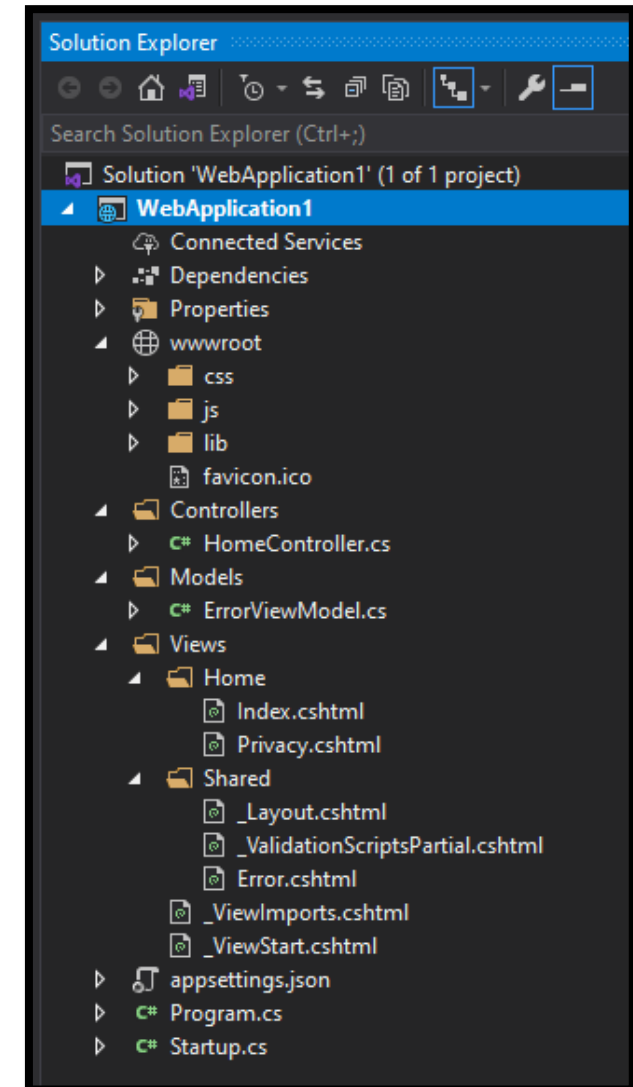 Solution Explorer
Search Solution Explorer (Ctrl+;)
Solution 'WebApplication1' (1 of 1 project)
WebApplication1
Connected Services
Dependencies
Properties
wwwroot
css
js
lib
favicon.ico
Controllers
C# HomeController.cs
Models
C# ErrorViewModel.cs
Views
Home
Index.cshtml
Privacy.cshtml
Shared
_Layout.cshtml
_ValidationScriptsPartial.cshtml
Error.cshtml
_ViewImports.cshtml
_ViewStart.cshtml
appsettings.json
C# Program.cs
C# Startup.cs